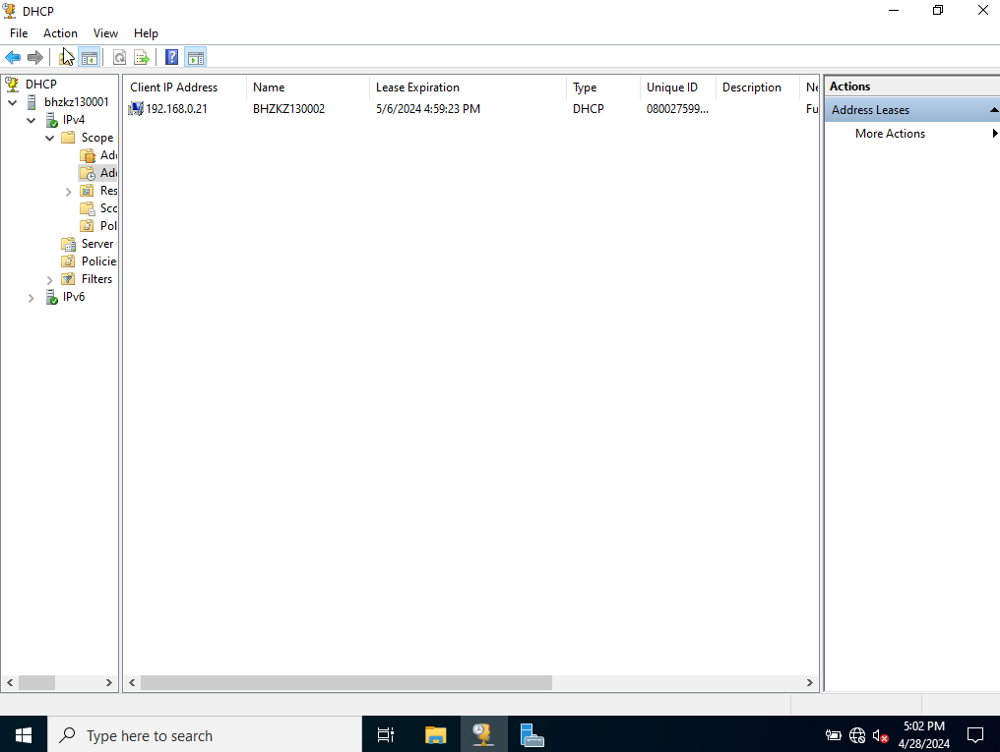 DHCP
File Action View Help
DHCP
bhzkz130001
IPv4
Scope
Add
Add
Res
Sco
Pol
Server
Policie
Filters
IPv6
Client IP Address Name Lease Expiration Type Unique ID Description Ne
192.168.0.21 BHZKZ130002 5/6/2024 4:59:23 PM DHCP 080027599... Fu
Actions
Address Leases
More Actions
Type here to search
5:02 PM
4/28/2024